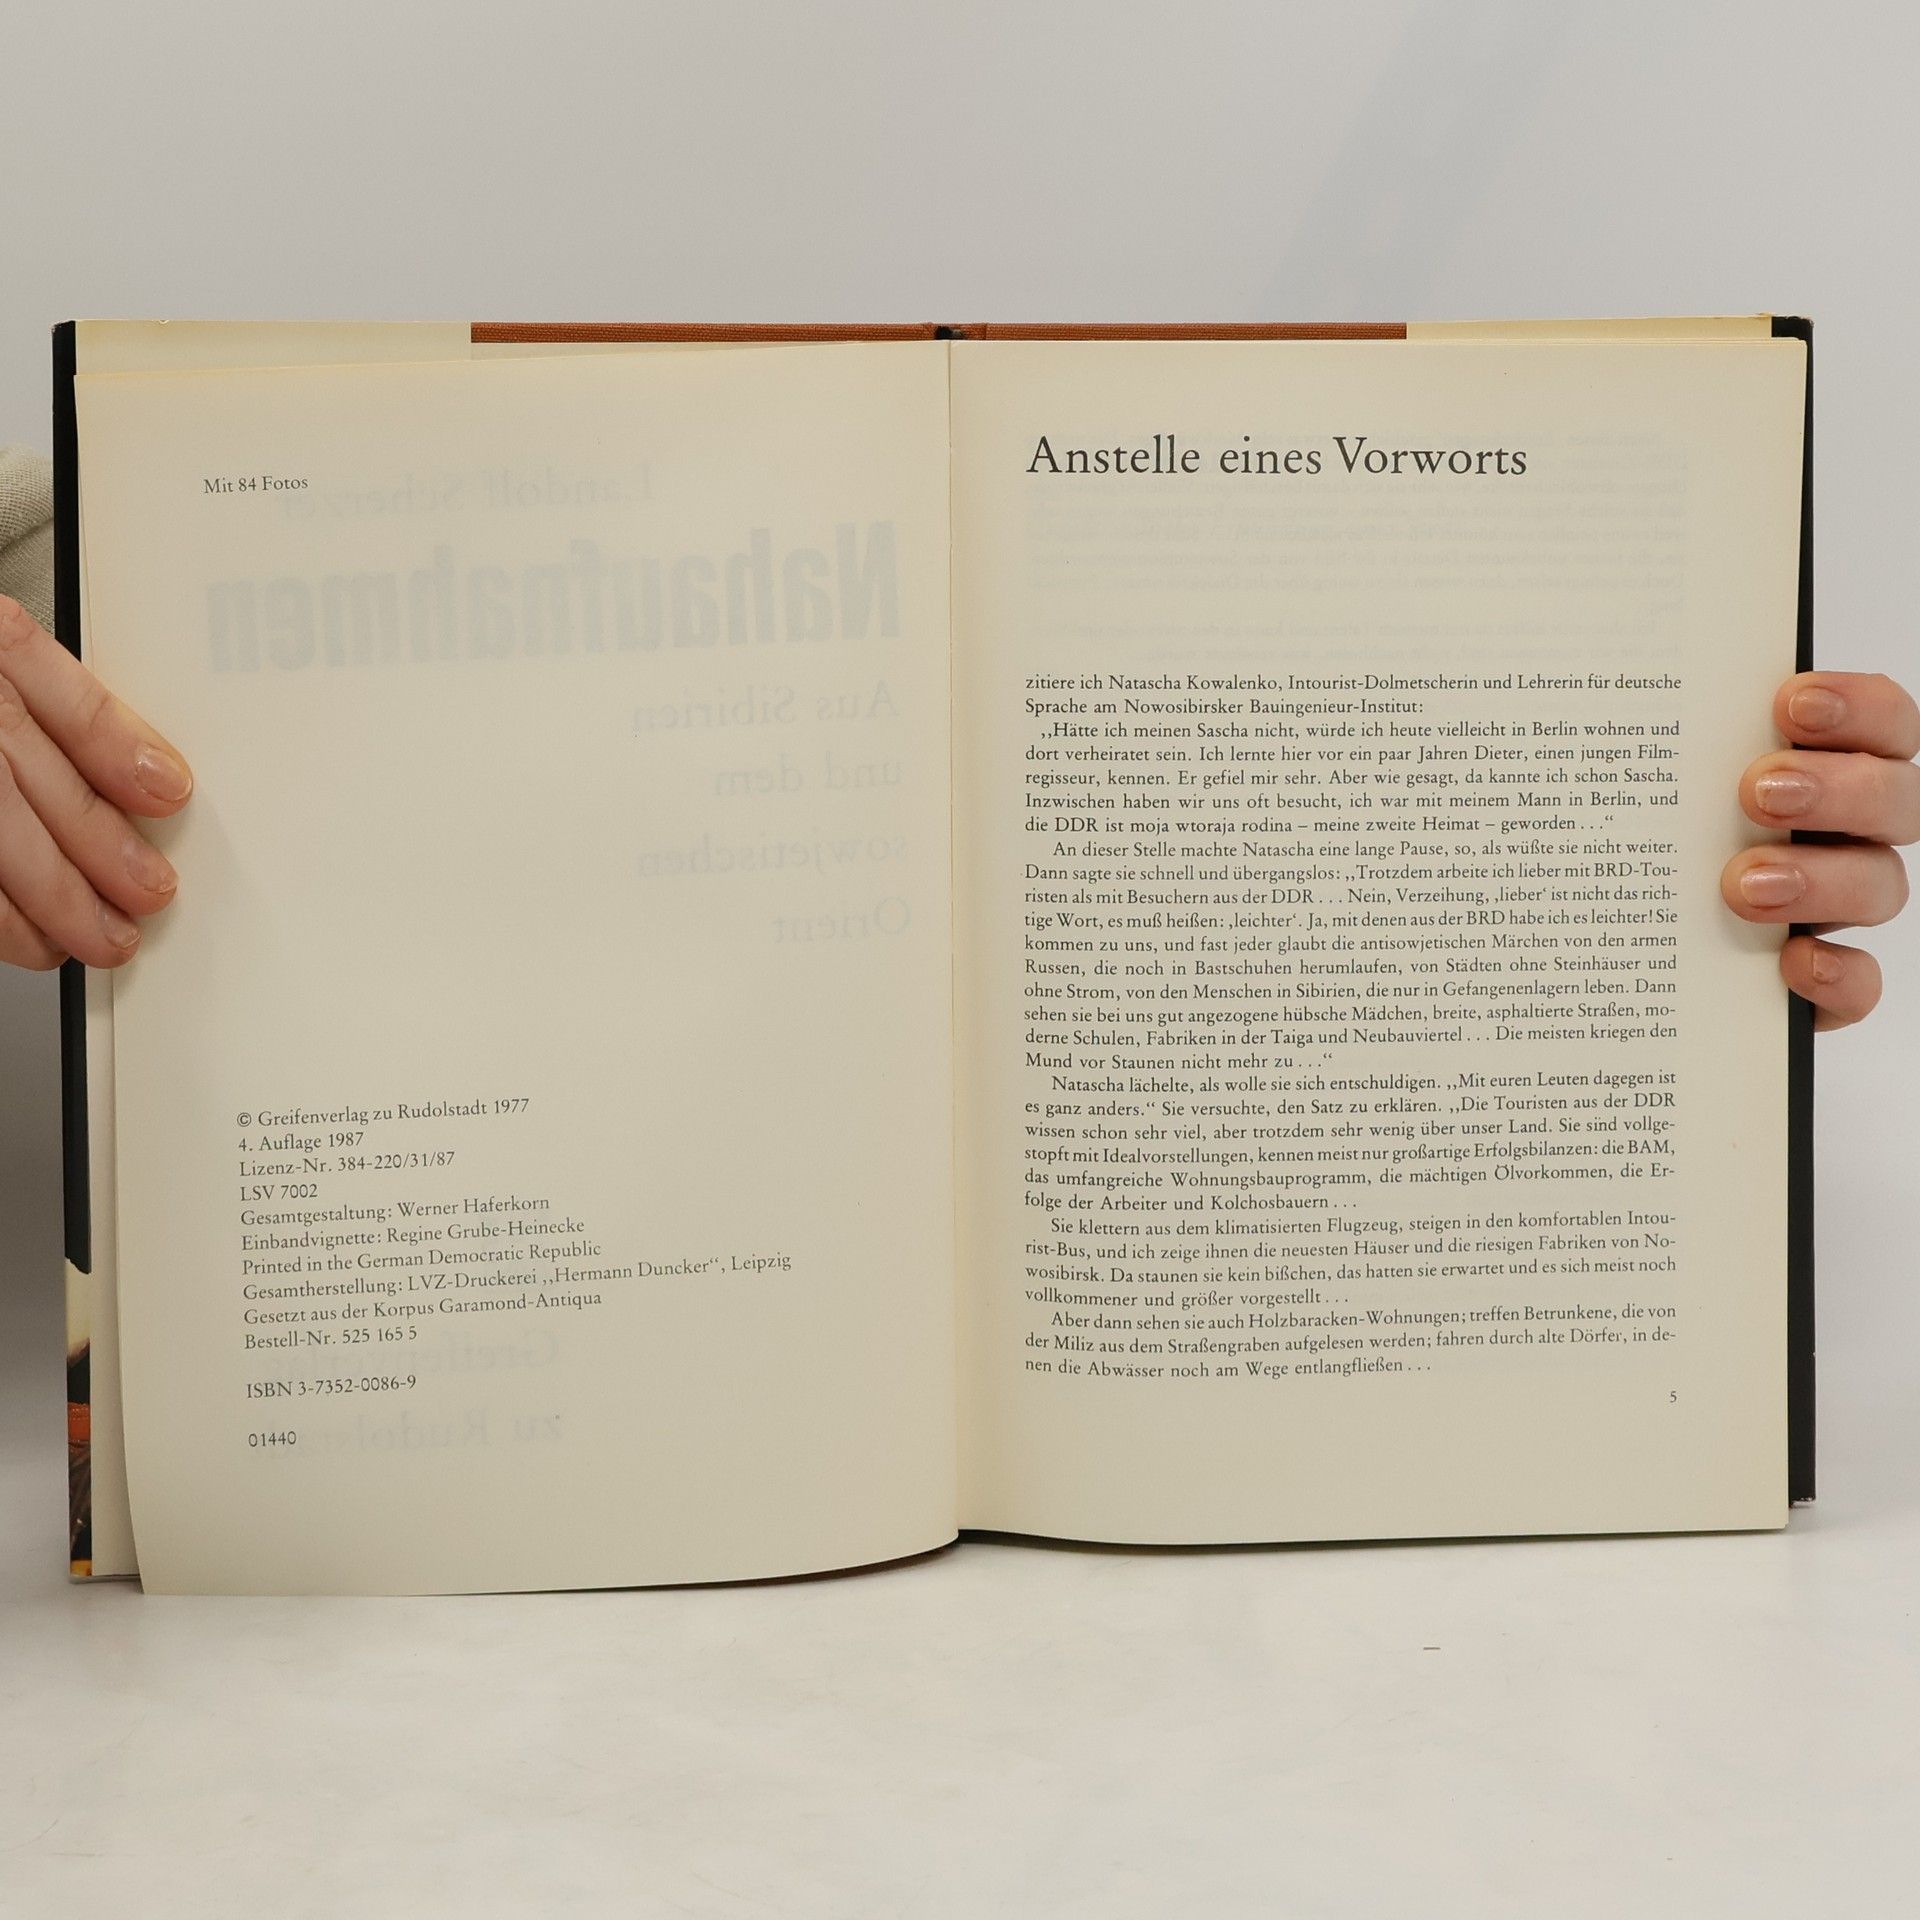 Mit 84 Fotos
Landolf Scherzer
Nahaufnahmen
Aus Sibirien
und dem
sowjetischen
Orient
© Greifenverlag zu Rudolstadt 1977
4. Auflage 1987
Lizenz-Nr. 384-220/31/87
LSV 7002
Gesamtgestaltung: Werner Haferkorn
Einbandvignette: Regine Grube-Heinecke
Printed in the German Democratic Republic
Gesamtherstellung: LVZ-Druckerei ,,Hermann Duncker“, Leipzig
Gesetzt aus der Korpus Garamond-Antiqua
Bestell-Nr. 525 165 5
Greifenverlag
ISBN 3-7352-0086-9
zu Rudolstadt
01440
Anstelle eines Vorworts
zitiere ich Natascha Kowalenko, Intourist-Dolmetscherin und Lehrerin für deutsche
Sprache am Nowosibirsker Bauingenieur-Institut:
,,Hätte ich meinen Sascha nicht, würde ich heute vielleicht in Berlin wohnen und
dort verheiratet sein. Ich lernte hier vor ein paar Jahren Dieter, einen jungen Film-
regisseur, kennen. Er gefiel mir sehr. Aber wie gesagt, da kannte ich schon Sascha.
Inzwischen haben wir uns oft besucht, ich war mit meinem Mann in Berlin, und
die DDR ist moja wtoraja rodina – meine zweite Heimat – geworden . . .“
An dieser Stelle machte Natascha eine lange Pause, so, als wüßte sie nicht weiter.
Dann sagte sie schnell und übergangslos: ,,Trotzdem arbeite ich lieber mit BRD-Tou-
risten als mit Besuchern aus der DDR . . . Nein, Verzeihung, ,lieber‘ ist nicht das rich-
tige Wort, es muß heißen: ,leichter‘. Ja, mit denen aus der BRD habe ich es leichter! Sie
kommen zu uns, und fast jeder glaubt die antisowjetischen Märchen von den armen
Russen, die noch in Bastschuhen herumlaufen, von Städten ohne Steinhäuser und
ohne Strom, von den Menschen in Sibirien, die nur in Gefangenenlagern leben. Dann
sehen sie bei uns gut angezogene hübsche Mädchen, breite, asphaltierte Straßen, mo-
derne Schulen, Fabriken in der Taiga und Neubauviertel . . . Die meisten kriegen den
Mund vor Staunen nicht mehr zu . . .“
Natascha lächelte, als wolle sie sich entschuldigen. ,,Mit euren Leuten dagegen ist
es ganz anders.“ Sie versuchte, den Satz zu erklären. ,,Die Touristen aus der DDR
wissen schon sehr viel, aber trotzdem sehr wenig über unser Land. Sie sind vollge-
stopft mit Idealvorstellungen, kennen meist nur großartige Erfolgsbilanzen: die BAM,
das umfangreiche Wohnungsbauprogramm, die mächtigen Ölvorkommen, die Er-
folge der Arbeiter und Kolchosbauern . . .
Sie klettern aus dem klimatisierten Flugzeug, steigen in den komfortablen Intou-
rist-Bus, und ich zeige ihnen die neuesten Häuser und die riesigen Fabriken von No-
wosibirsk. Da staunen sie kein bißchen, das hatten sie erwartet und es sich meist noch
vollkommener und größer vorgestellt . . .
Aber dann sehen sie auch Holzbaracken-Wohnungen; treffen Betrunkene, die von
der Miliz aus dem Straßengraben aufgelesen werden; fahren durch alte Dörfer, in de-
nen die Abwässer noch am Wege entlangfließen . . .
5